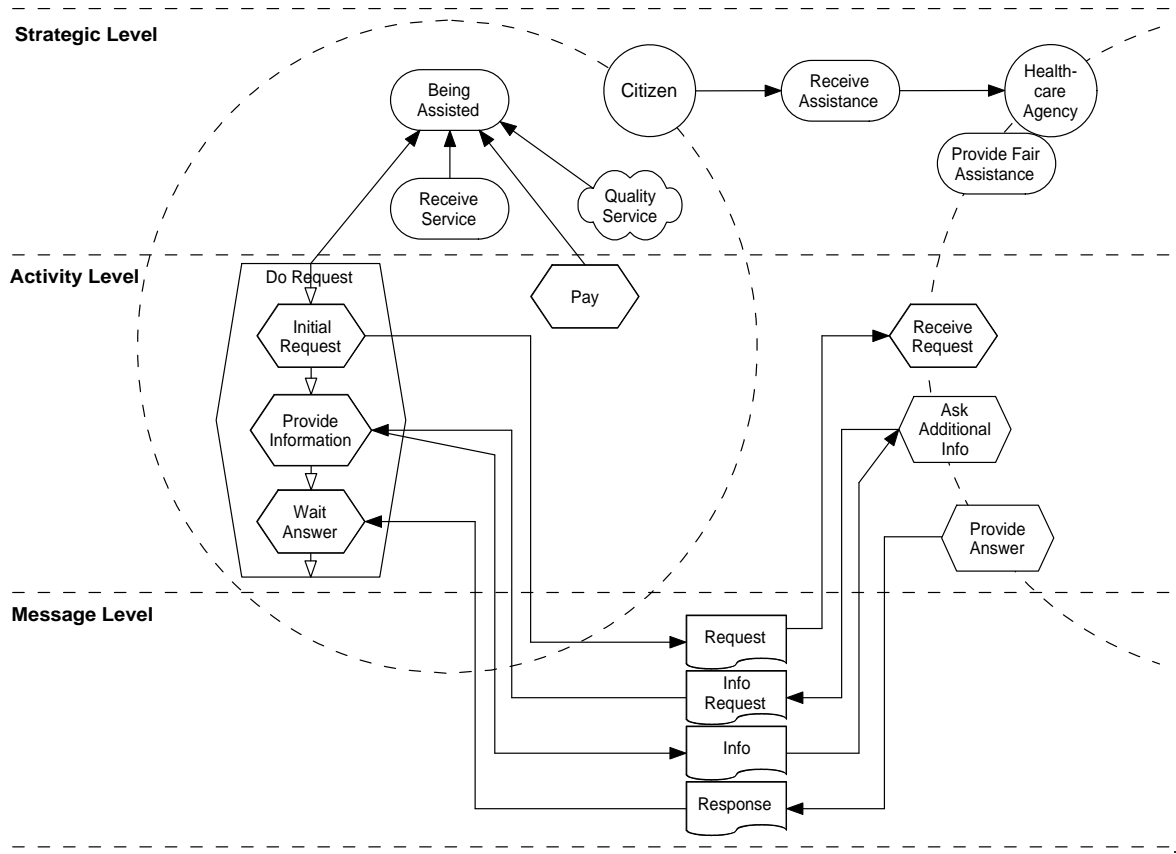 Strategic Level
Being
Assisted
Citizen
Receive
Assistance
Health-
care
Agency
Provide Fair
Assistance
Receive
Service
Quality
Service
Activity Level
Do Request
Pay
Initial
Request
Receive
Request
Provide
Information
Ask
Additional
Info
Wait
Answer
Provide
Answer
Message Level
Request
Info
Request
Info
Response